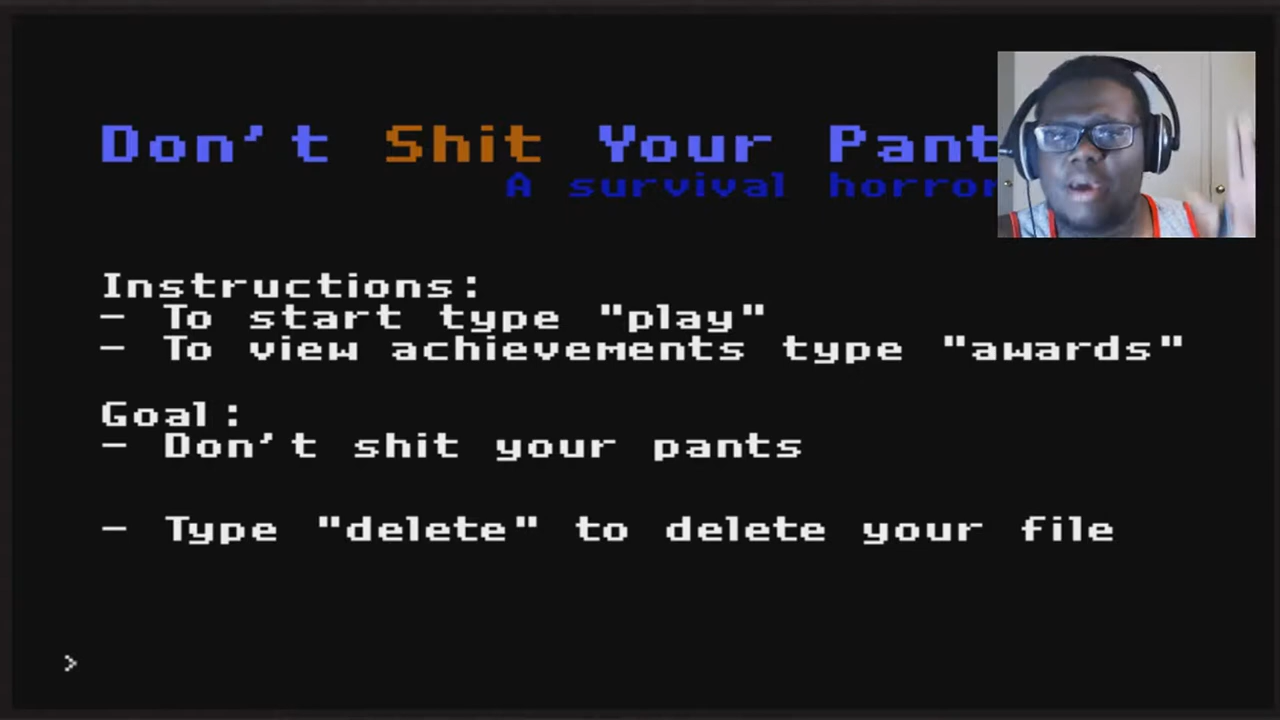 Don't Shit Your Pant
A survival horror
Instructions:
- To start type "play"
- To view achievements type "awards"
Goal:
- Don't shit your pants
- Type "delete" to delete your file
>